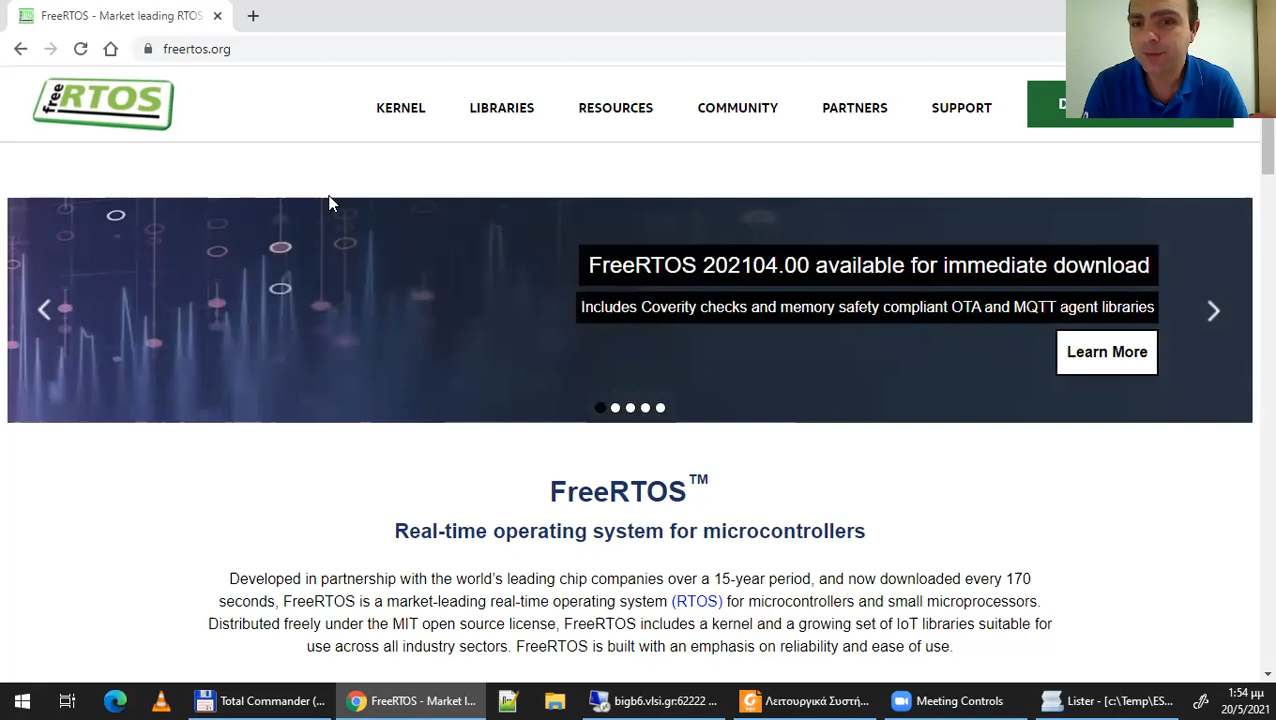 FreeRTOS - Market leading RTOS
freertos.org
freeRTOS
KERNEL
LIBRARIES
RESOURCES
COMMUNITY
PARTNERS
SUPPORT
D
FreeRTOS 202104.00 available for immediate download
Includes Coverity checks and memory safety compliant OTA and MQTT agent libraries
Learn More
FreeRTOS™
Real-time operating system for microcontrollers
Developed in partnership with the world's leading chip companies over a 15-year period, and now downloaded every 170
seconds, FreeRTOS is a market-leading real-time operating system (RTOS) for microcontrollers and small microprocessors.
Distributed freely under the MIT open source license, FreeRTOS includes a kernel and a growing set of IoT libraries suitable for
use across all industry sectors. FreeRTOS is built with an emphasis on reliability and ease of use.
Total Commander (...
FreeRTOS - Market l...
bigb6.vlsi.gr:62222 ...
Λειτουργικά Συστή...
Meeting Controls
Lister - [c:\Temp\ES...
1:54 μμ
20/5/2021